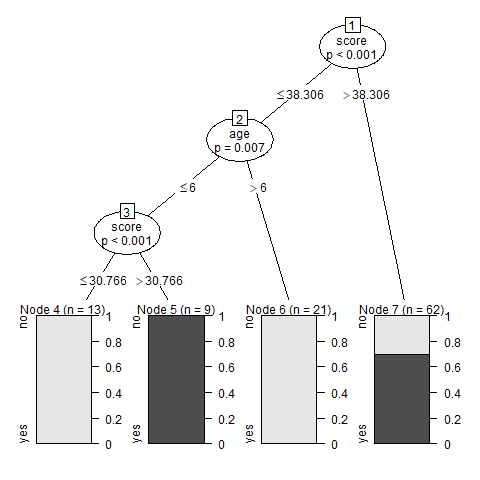 1
score
p < 0.001
≤38.306
>38.306
2
age
p = 0.007
≤6
>6
3
score
p < 0.001
≤30.766
>30.766
Node 4 (n = 13)
no
yes
1
0.8
0.6
0.4
0.2
0
Node 5 (n = 9)
no
yes
1
0.8
0.6
0.4
0.2
0
Node 6 (n = 21)
no
yes
1
0.8
0.6
0.4
0.2
0
Node 7 (n = 62)
no
yes
1
0.8
0.6
0.4
0.2
0